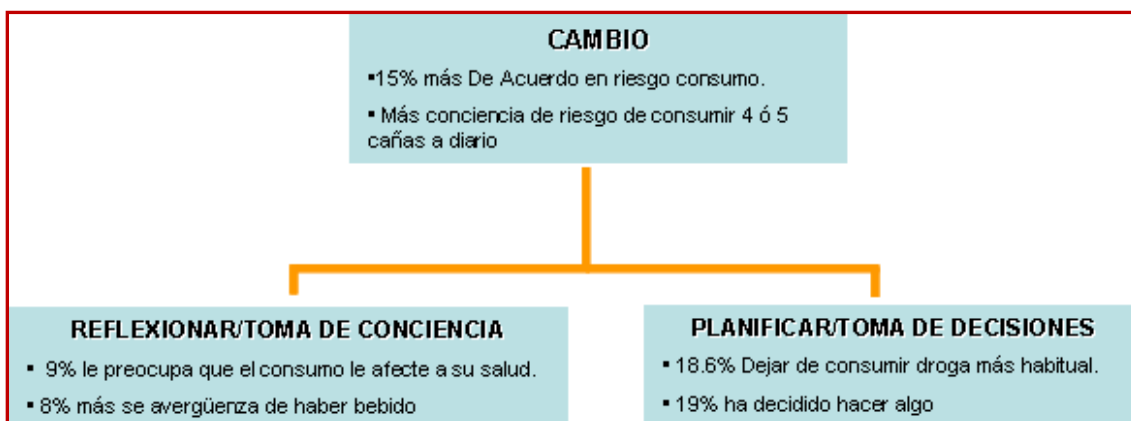 CAMBIO
▪15% más De Acuerdo en riesgo consumo.
▪ Más conciencia de riesgo de consumir 4 ó 5
cañas a diario
REFLEXIONAR/TOMA DE CONCIENCIA
▪ 9% le preocupa que el consumo le afecte a su salud.
▪ 8% más se avergüenza de haber bebido
PLANIFICAR/TOMA DE DECISIONES
▪ 18.6% Dejar de consumir droga más habitual.
▪ 19% ha decidido hacer algo